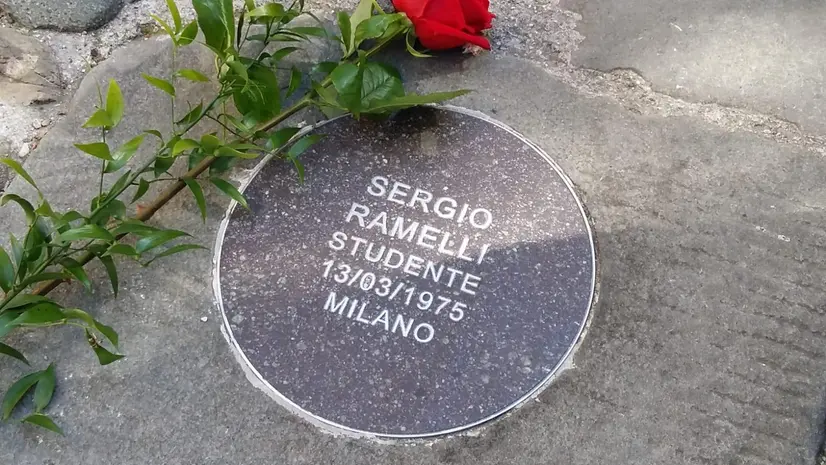 SERGIO
RAMELLI
STUDENTE
13/03/1975
MILANO